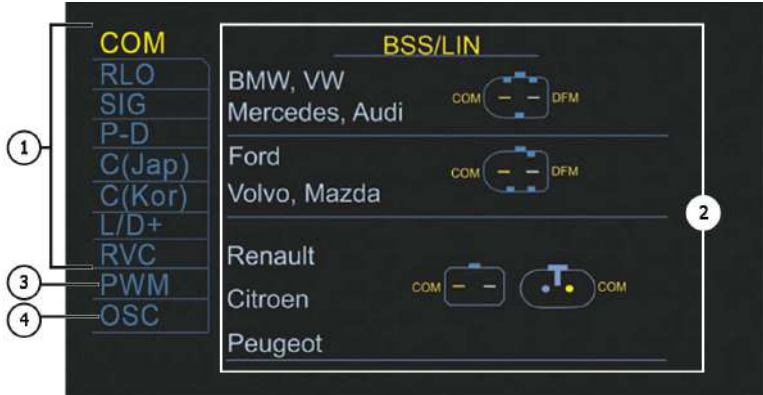 COM
RLO
SIG
P-D
C(Jap)
C(Kor)
L/D+
RVC
PWM
OSC
1
3
4
BSS/LIN
BMW, VW
Mercedes, Audi
COM DFM
Ford
Volvo, Mazda
COM DFM
Renault
Citroen
Peugeot
COM COM
2